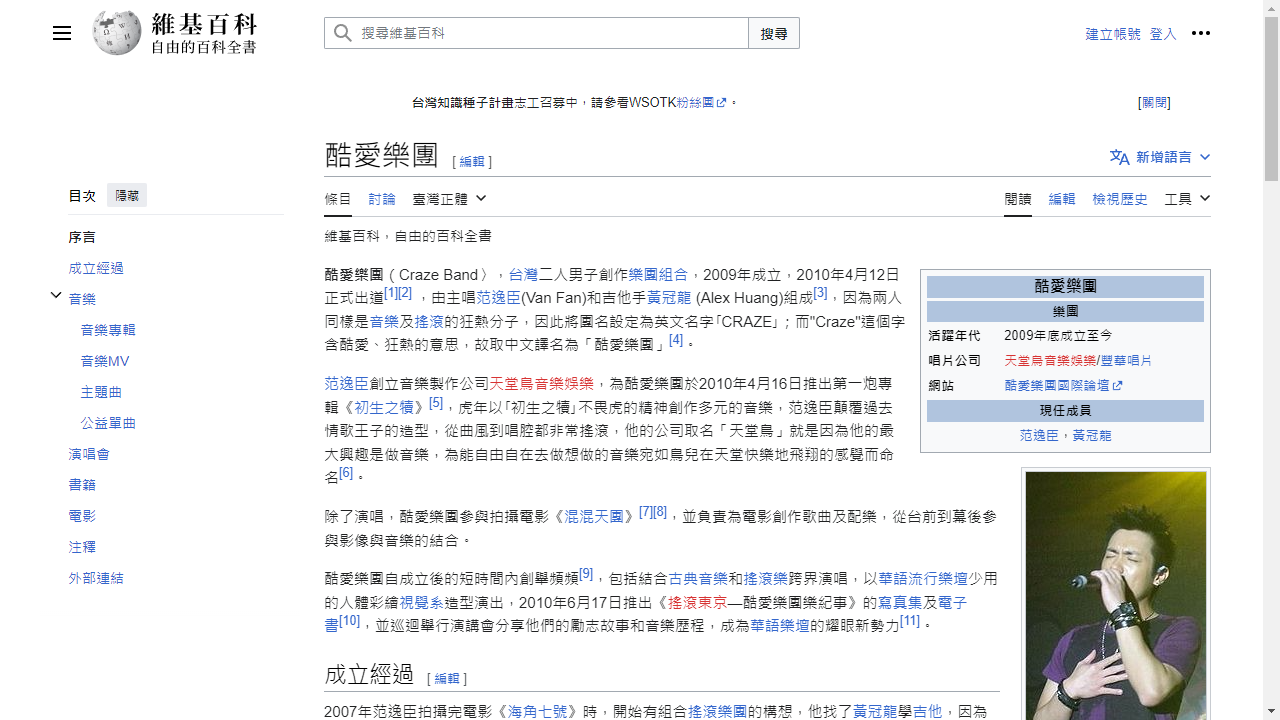 維基百科
自由的百科全書
搜尋維基百科
搜尋
建立帳號 登入
台灣知識種子計畫志工召募中，請參看WSOTK粉絲團。
[關閉]
酷愛樂團 [編輯]
新增語言
目次 隱藏
條目 討論 臺灣正體
閱讀 編輯 檢視歷史 工具
序言
成立經過
音樂
音樂專輯
音樂MV
主題曲
公益單曲
演唱會
書籍
電影
注釋
外部連結
維基百科，自由的百科全書
酷愛樂團（Craze Band），台灣二人男子創作樂團組合，2009年成立，2010年4月12日
正式出道[1][2] ，由主唱范逸臣(Van Fan)和吉他手黃冠龍 (Alex Huang)組成[3]，因為兩人
同樣是音樂及搖滾的狂熱分子，因此將團名設定為英文名字｢CRAZE｣；而"Craze"這個字
含酷愛、狂熱的意思，故取中文譯名為「酷愛樂團」[4]。
范逸臣創立音樂製作公司天堂鳥音樂娛樂，為酷愛樂團於2010年4月16日推出第一炮專
輯《初生之犢》[5]，虎年以｢初生之犢｣不畏虎的精神創作多元的音樂，范逸臣顛覆過去
情歌王子的造型，從曲風到唱腔都非常搖滾，他的公司取名「天堂鳥」就是因為他的最
大興趣是做音樂，為能自由自在去做想做的音樂宛如鳥兒在天堂快樂地飛翔的感覺而命
名[6]。
除了演唱，酷愛樂團參與拍攝電影《混混天團》[7][8]，並負責為電影創作歌曲及配樂，從台前到幕後參
與影像與音樂的結合。
酷愛樂團自成立後的短時間內創舉頻頻[9]，包括結合古典音樂和搖滾樂跨界演唱，以華語流行樂壇少用
的人體彩繪視覺系造型演出，2010年6月17日推出《搖滾東京—酷愛樂團樂紀事》的寫真集及電子
書[10]，並巡迴舉行演講會分享他們的勵志故事和音樂歷程，成為華語樂壇的耀眼新勢力[11]。
成立經過 [編輯]
2007年范逸臣拍攝完電影《海角七號》時，開始有組合搖滾樂團的構想，他找了黃冠龍學吉他，因為
酷愛樂團
樂團
活躍年代 2009年底成立至今
唱片公司 天堂鳥音樂娛樂/豐華唱片
網站 酷愛樂團國際論壇
現任成員
范逸臣，黃冠龍